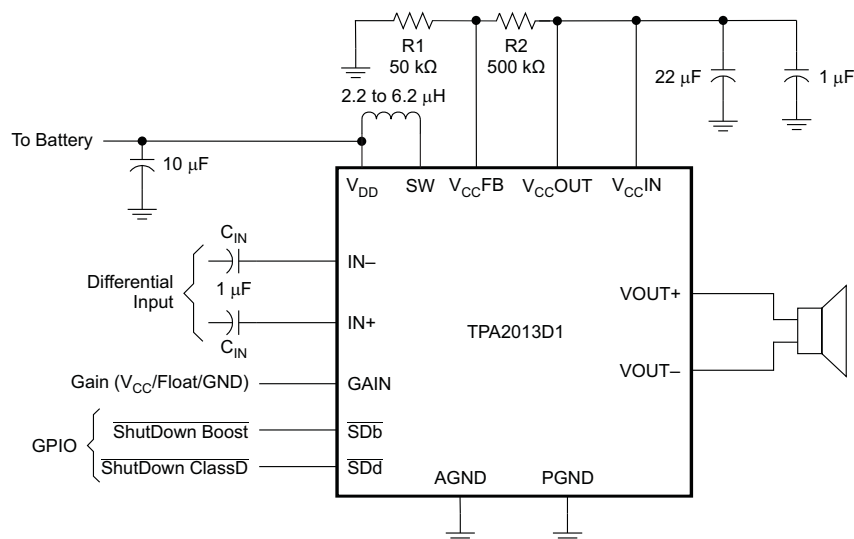 R1
50 kΩ
R2
500 kΩ
22 μF
1 μF
2.2 to 6.2 μH
To Battery
10 μF
V_DD
SW
V_CCFB
V_CCOUT
V_CCIN
C_IN
IN–
Differential
Input
1 μF
IN+
C_IN
TPA2013D1
VOUT+
VOUT–
Gain (V_CC/Float/GND)
GAIN
GPIO
ShutDown Boost
SDb
ShutDown ClassD
SDd
AGND
PGND